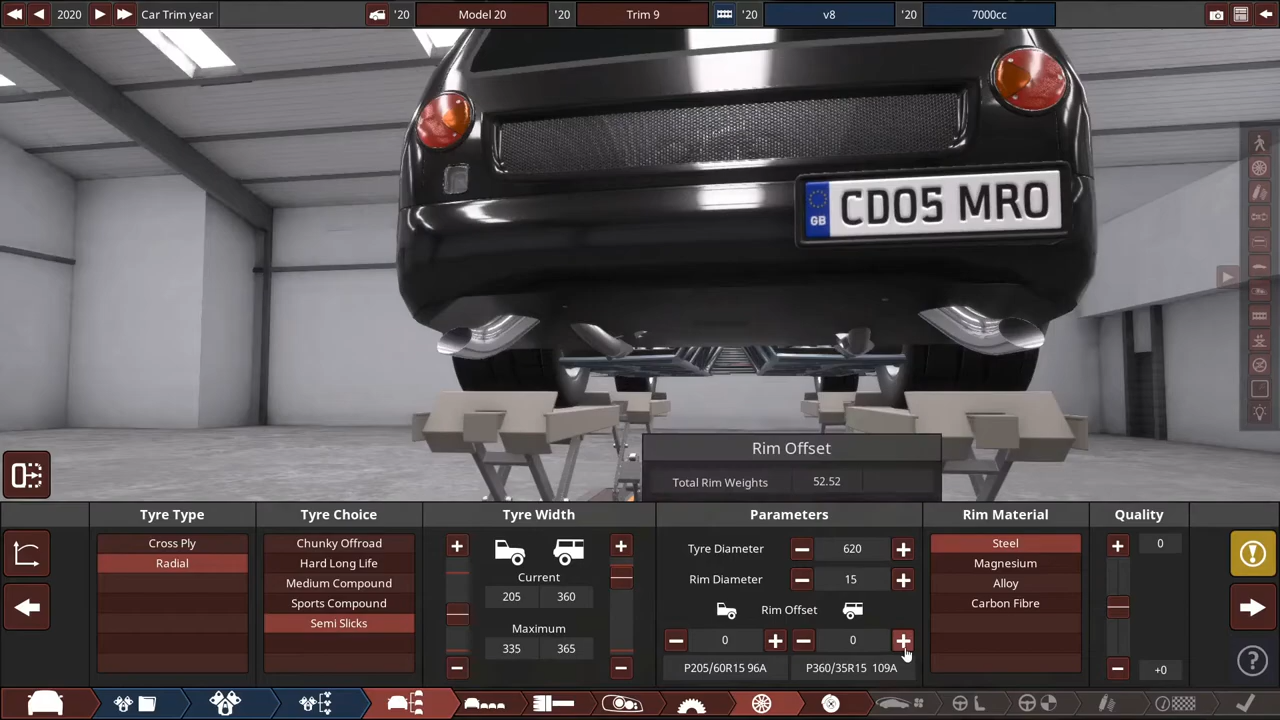 2020 Car Trim year '20 Model 20 '20 Trim 9 '20 v8 '20 7000cc
GB CD05 MRO
Rim Offset
Total Rim Weights 52.52
Tyre Type
Cross Ply
Radial
Tyre Choice
Chunky Offroad
Hard Long Life
Medium Compound
Sports Compound
Semi Slicks
Tyre Width
Current
205 360
Maximum
335 365
Parameters
Tyre Diameter 620
Rim Diameter 15
Rim Offset
0 0
P205/60R15 96A P360/35R15 109A
Rim Material
Steel
Magnesium
Alloy
Carbon Fibre
Quality
0
+0